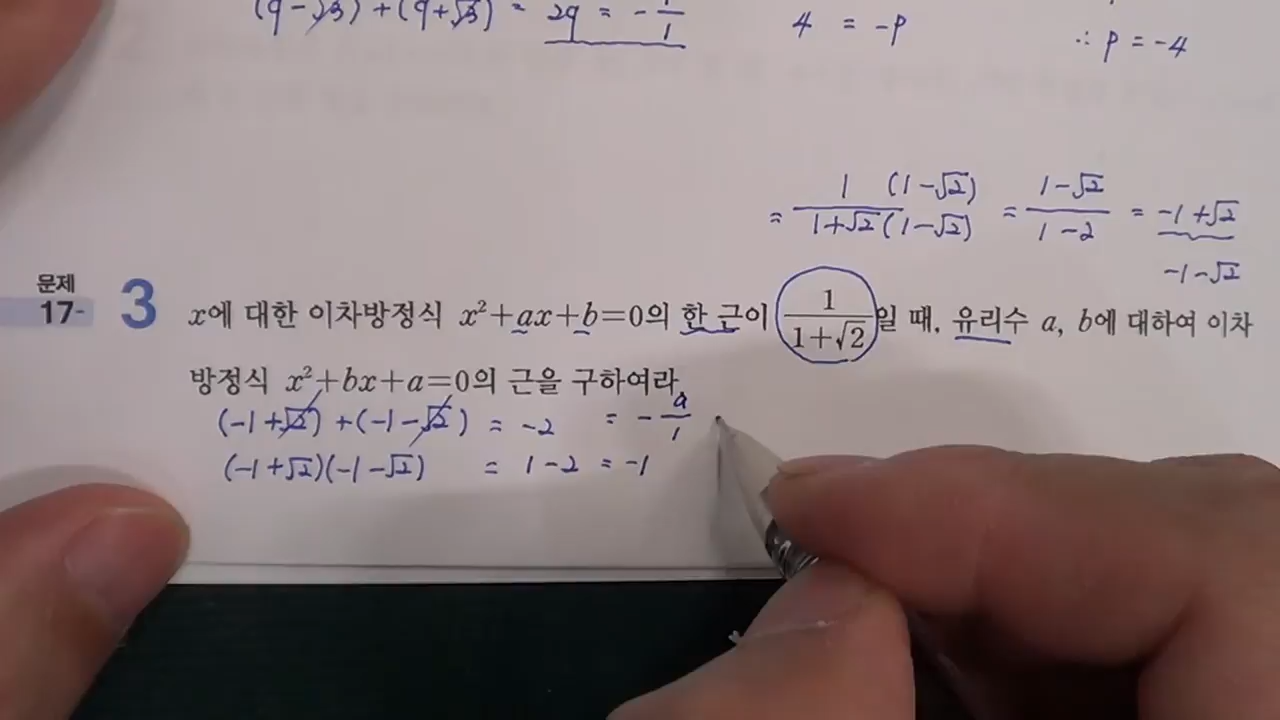 (q-√3)+(q+√3) = 2q = -  /1
4 = -p
∴ p = -4
= 1 (1-√2) / 1+√2 (1-√2) = 1-√2 / 1-2 = -1+√2
-1-√2
문제
17- 3 x에 대한 이차방정식 x²+ax+b=0의 한 근이 1/(1+√2)일 때, 유리수 a, b에 대하여 이차
방정식 x²+bx+a=0의 근을 구하여라.
(-1+√2)+(-1-√2) = -2 = -a/1
(-1+√2)(-1-√2) = 1-2 = -1